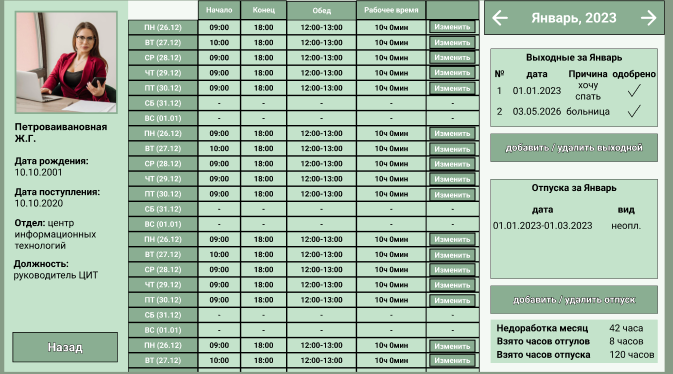 Петроваивановная
Ж.Г.
Дата рождения:
10.10.2001
Дата поступления:
10.10.2020
Отдел: центр
информационных
технологий
Должность:
руководитель ЦИТ
Назад
Начало Конец Обед Рабочее время
ПН (26.12) 09:00 18:00 12:00-13:00 10ч 0мин Изменить
ВТ (27.12) 10:00 18:00 12:00-13:00 10ч 0мин Изменить
СР (28.12) 09:00 18:00 12:00-13:00 10ч 0мин Изменить
ЧТ (29.12) 09:00 18:00 12:00-13:00 10ч 0мин Изменить
ПТ (30.12) 09:00 18:00 12:00-13:00 10ч 0мин Изменить
СБ (31.12) - - - - -
ВС (01.01) - - - - -
ПН (26.12) 09:00 18:00 12:00-13:00 10ч 0мин Изменить
ВТ (27.12) 10:00 18:00 12:00-13:00 10ч 0мин Изменить
СР (28.12) 09:00 18:00 12:00-13:00 10ч 0мин Изменить
ЧТ (29.12) 09:00 18:00 12:00-13:00 10ч 0мин Изменить
ПТ (30.12) 09:00 18:00 12:00-13:00 10ч 0мин Изменить
СБ (31.12) - - - - -
ВС (01.01) - - - - -
ПН (26.12) 09:00 18:00 12:00-13:00 10ч 0мин Изменить
ВТ (27.12) 10:00 18:00 12:00-13:00 10ч 0мин Изменить
СР (28.12) 09:00 18:00 12:00-13:00 10ч 0мин Изменить
ЧТ (29.12) 09:00 18:00 12:00-13:00 10ч 0мин Изменить
ПТ (30.12) 09:00 18:00 12:00-13:00 10ч 0мин Изменить
СБ (31.12) - - - - -
ВС (01.01) - - - - -
ПН (26.12) 09:00 18:00 12:00-13:00 10ч 0мин Изменить
ВТ (27.12) 10:00 18:00 12:00-13:00 10ч 0мин Изменить
Январь, 2023
Выходные за Январь
№ дата Причина одобрено
1 01.01.2023 хочу
спать
2 03.05.2026 больница
добавить / удалить выходной
Отпуска за Январь
дата вид
01.01.2023-01.03.2023 неопл.
добавить / удалить отпуск
Недоработка месяц 42 часа
Взято часов отгулов 8 часов
Взято часов отпуска 120 часов